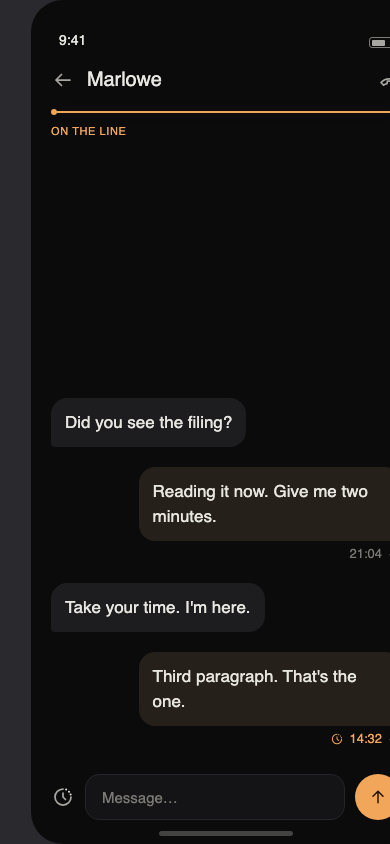 9:41
Marlowe
ON THE LINE
Did you see the filing?
Reading it now. Give me two
minutes.
21:04
Take your time. I'm here.
Third paragraph. That's the
one.
14:32
Message…